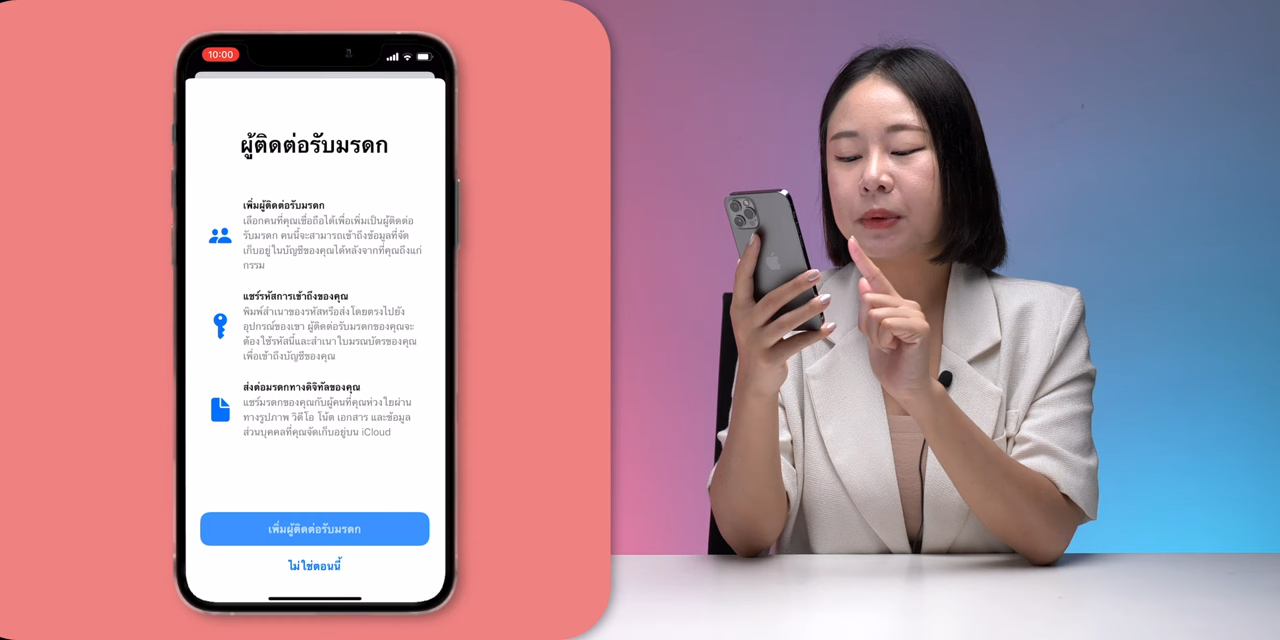 10:00
ผู้ติดต่อรับมรดก
เพิ่มผู้ติดต่อรับมรดก
เลือกคนที่คุณเชื่อถือได้เพื่อเพิ่มเป็นผู้ติดต่อ
รับมรดก คนนี้จะสามารถเข้าถึงข้อมูลที่จัด
เก็บอยู่ในบัญชีของคุณได้หลังจากที่คุณถึงแก่
กรรม
แชร์รหัสการเข้าถึงของคุณ
พิมพ์สำเนาของรหัสหรือส่งโดยตรงไปยัง
อุปกรณ์ของเขา ผู้ติดต่อรับมรดกของคุณจะ
ต้องใช้รหัสนี้และสำเนาใบมรณบัตรของคุณ
เพื่อเข้าถึงบัญชีของคุณ
ส่งต่อมรดกทางดิจิทัลของคุณ
แชร์มรดกของคุณกับผู้คนที่คุณห่วงใยผ่าน
ทางรูปภาพ วิดีโอ โน้ต เอกสาร และข้อมูล
ส่วนบุคคลที่คุณจัดเก็บอยู่บน iCloud
เพิ่มผู้ติดต่อรับมรดก
ไม่ใช่ตอนนี้